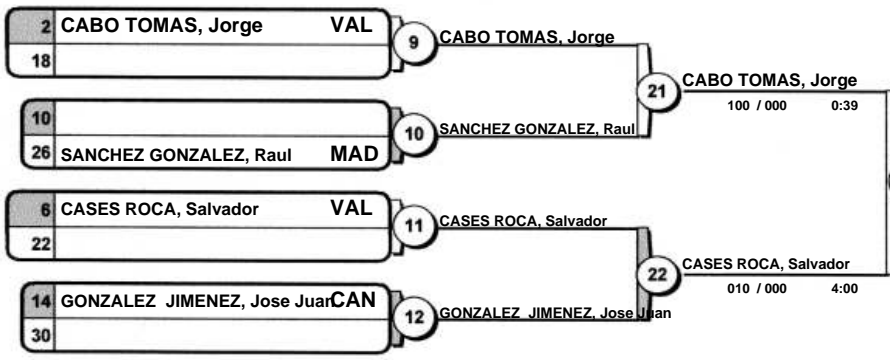 2 CABO TOMAS, Jorge VAL
18
9 CABO TOMAS, Jorge
10
26 SANCHEZ GONZALEZ, Raul MAD
10 SANCHEZ GONZALEZ, Raul
21 CABO TOMAS, Jorge
100 / 000 0:39
6 CASES ROCA, Salvador VAL
22
11 CASES ROCA, Salvador
14 GONZALEZ JIMENEZ, Jose Juan CAN
30
12 GONZALEZ JIMENEZ, Jose Juan
22 CASES ROCA, Salvador
010 / 000 4:00